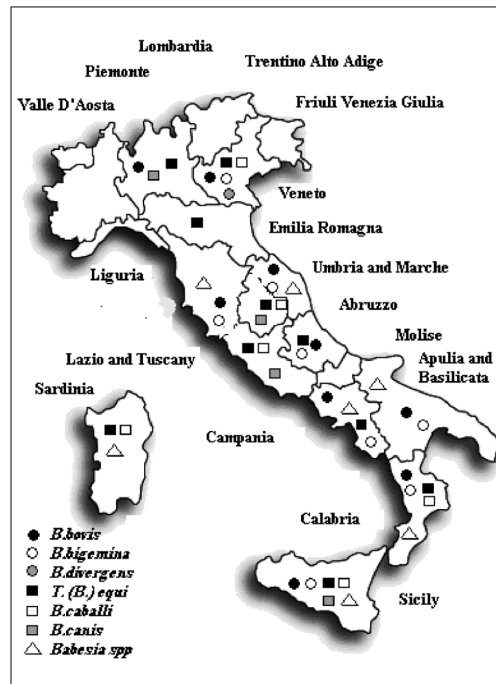 Lombardia
Piemonte
Trentino Alto Adige
Valle D'Aosta
Friuli Venezia Giulia
Veneto
Emilia Romagna
Liguria
Umbria and Marche
Abruzzo
Molise
Lazio and Tuscany
Apulia and
Basilicata
Sardinia
Campania
Calabria
Sicily
B.bovis
B.bigemina
B.divergens
T. (B.) equi
B.caballi
B.canis
Babesia spp